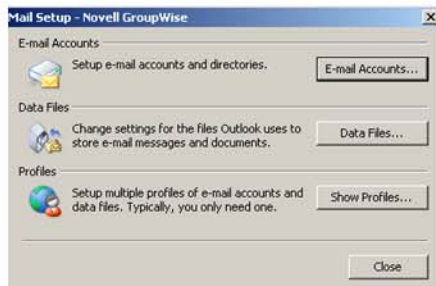 Mail Setup - Novell GroupWise
E-mail Accounts
Setup e-mail accounts and directories.
E-mail Accounts...
Data Files
Change settings for the files Outlook uses to
store e-mail messages and documents.
Data Files...
Profiles
Setup multiple profiles of e-mail accounts and
data files. Typically, you only need one.
Show Profiles...
Close